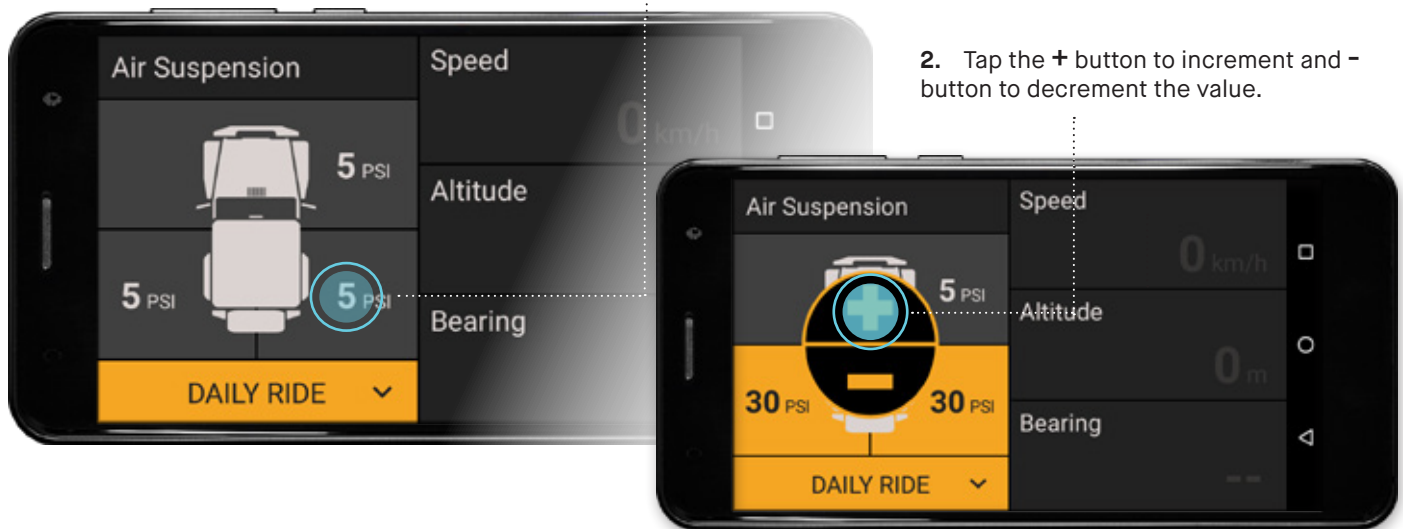 Air Suspension
Speed
0 km/h
5 PSI
Altitude
5 PSI
5 PSI
Bearing
DAILY RIDE
2. Tap the + button to increment and -
button to decrement the value.
Air Suspension
Speed
0 km/h
5 PSI
Altitude
0 m
30 PSI
30 PSI
Bearing
--
DAILY RIDE